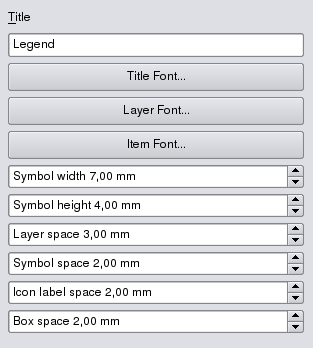 Title
Legend
Title Font...
Layer Font...
Item Font...
Symbol width 7,00 mm
Symbol height 4,00 mm
Layer space 3,00 mm
Symbol space 2,00 mm
Icon label space 2,00 mm
Box space 2,00 mm